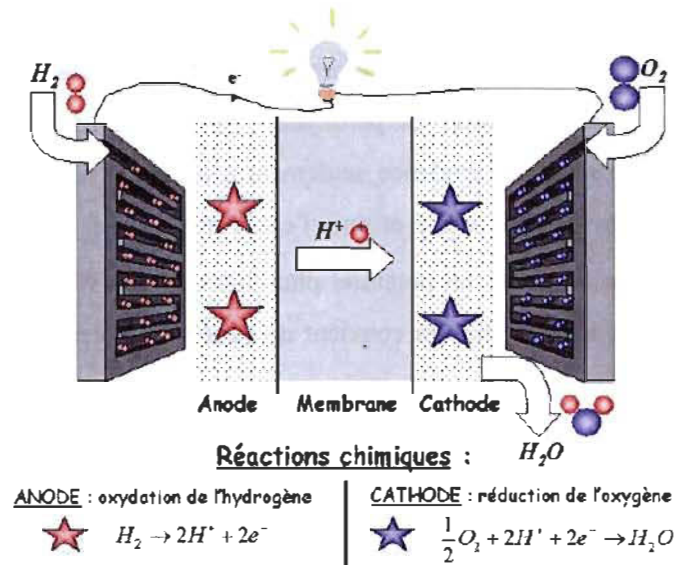 H₂
e⁻
O₂
H⁺
Anode Membrane Cathode
H₂O
Réactions chimiques :
ANODE : oxydation de l'hydrogène
H₂ → 2H⁺ + 2e⁻
CATHODE : réduction de l'oxygène
1/2 O₂ + 2H⁺ + 2e⁻ → H₂O